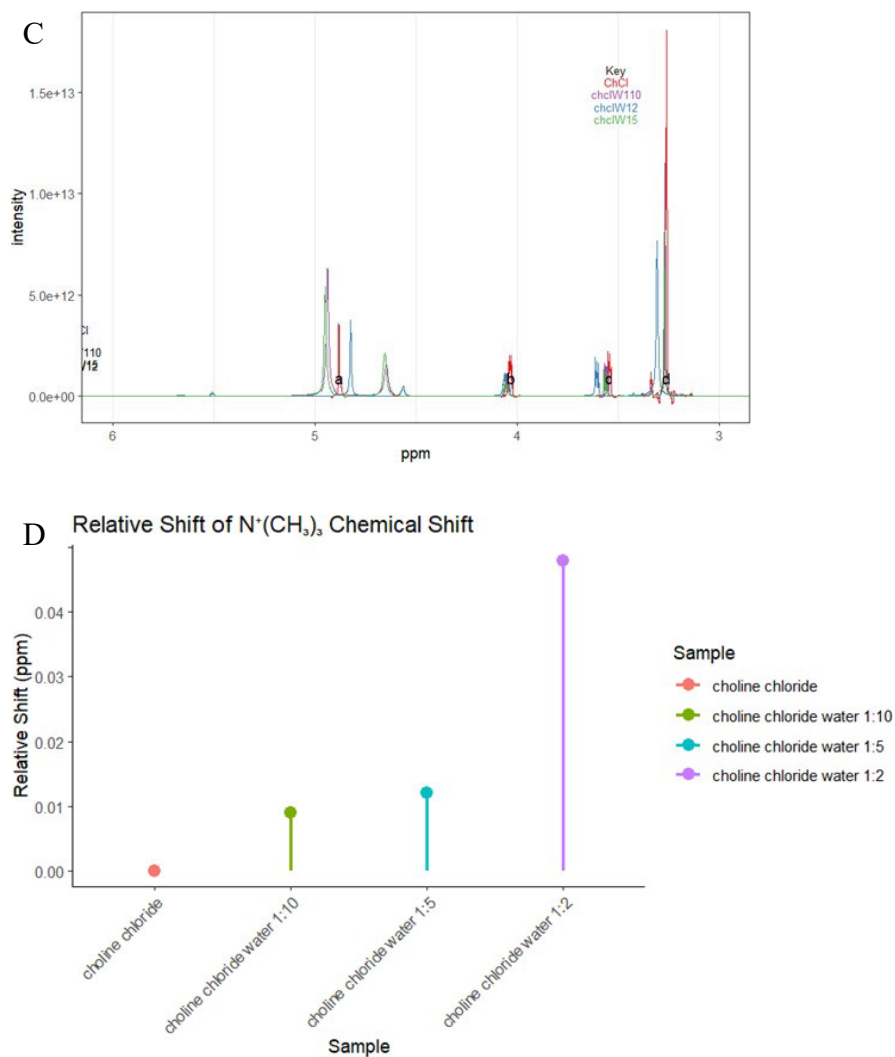 C
Key
ChCl
chclW110
chclW12
chclW15
1.5e+13
1.0e+13
5.0e+12
0.0e+00
intensity
a
b
c
d
6
5
4
3
ppm
D
Relative Shift of N⁺(CH₃)₃ Chemical Shift
0.04
0.03
0.02
0.01
0.00
Relative Shift (ppm)
choline chloride
choline chloride water 1:10
choline chloride water 1:5
choline chloride water 1:2
Sample
Sample
choline chloride
choline chloride water 1:10
choline chloride water 1:5
choline chloride water 1:2